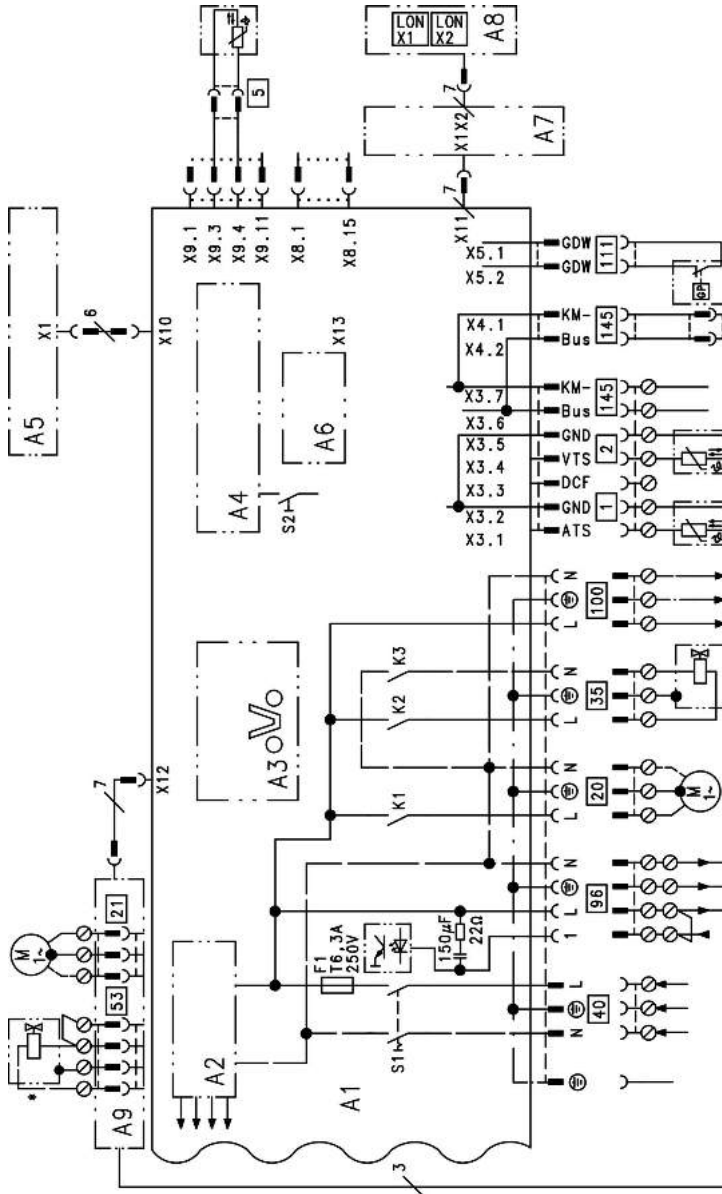 A5
X1
6
X10
A9
*
53
21
M
1~
7
X12
3
5
X9.1
X9.3
X9.4
X9.11
X8.1
X8.15
LON
X1
LON
X2
A8
7
X1
X2
A7
7
X11
A1
A2
A3
A4
A6
X13
S2
F1
T6,3A
250V
150µF
22Ω
S1
K1
K2
K3
X5.1
X5.2
X4.1
X4.2
X3.7
X3.6
X3.5
X3.4
X3.3
X3.2
X3.1
GDW
GDW
111
KM-
Bus
145
KM-
Bus
145
GND
VTS
2
DCF
GND
ATS
1
GP
N
L
100
N
L
35
N
L
20
M
1~
N
L
1
96
L
N
40